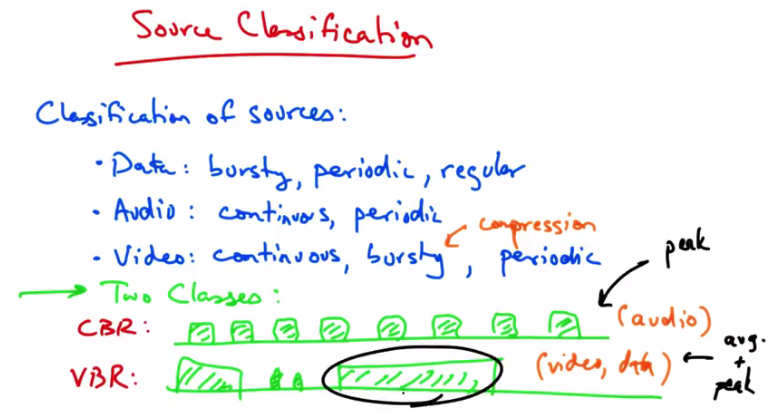 Source Classification
Classification of sources:
• Data: bursty, periodic, regular
• Audio: continuous, periodic
compression
• Video: continuous, bursty, periodic
peak
Two Classes:
CBR: (audio)
avg. + peak
VBR: (video, data)